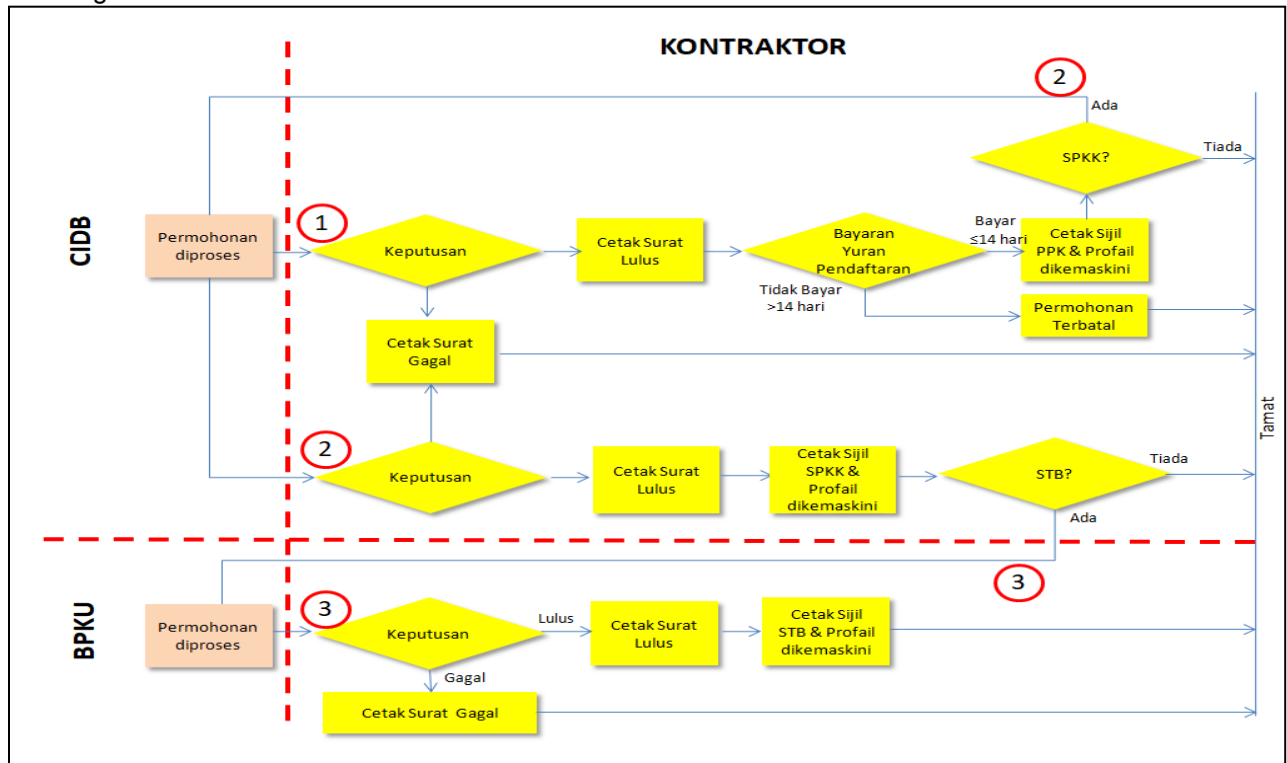 KONTRAKTOR
2
Ada
SPKK?
Tiada
CIDB
Permohonan
diproses
1
Keputusan
Cetak Surat
Lulus
Bayaran
Yuran
Pendaftaran
Bayar
≤14 hari
Cetak Sijil
PPK & Profail
dikemaskini
Tidak Bayar
>14 hari
Permohonan
Terbatal
Cetak Surat
Gagal
Tamat
2
Keputusan
Cetak Surat
Lulus
Cetak Sijil
SPKK &
Profail
dikemaskini
STB?
Tiada
Ada
3
BPKU
Permohonan
diproses
3
Keputusan
Lulus
Cetak Surat
Lulus
Cetak Sijil
STB & Profail
dikemaskini
Gagal
Cetak Surat Gagal